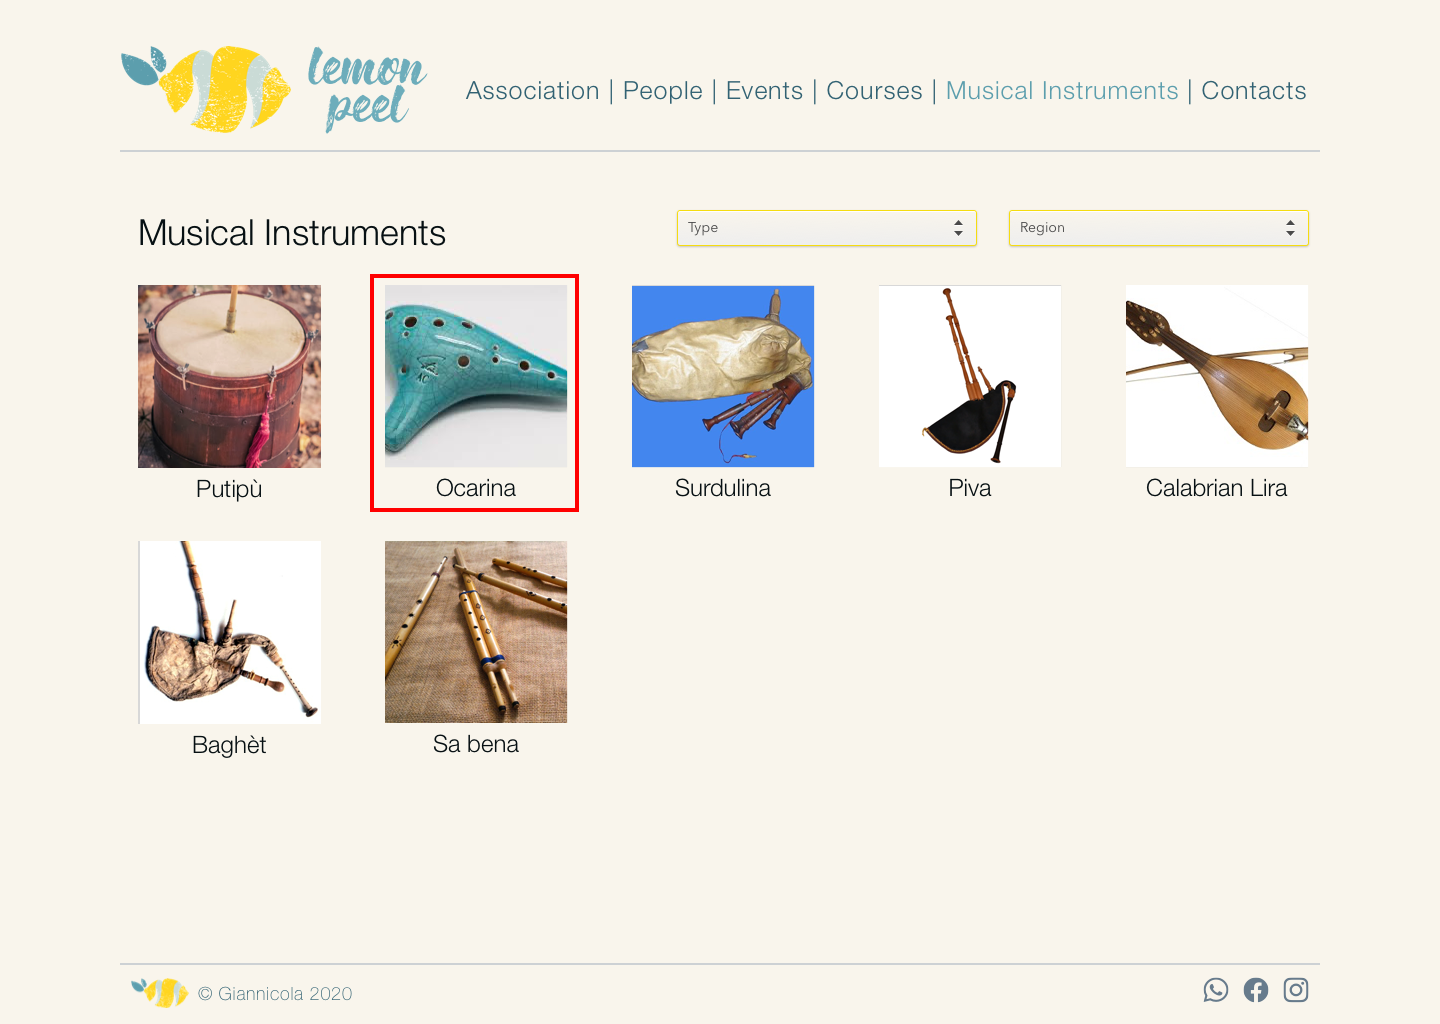 lemon
peel
Association | People | Events | Courses | Musical Instruments | Contacts
Musical Instruments
Type
Region
Putipù
Ocarina
Surdulina
Piva
Calabrian Lira
Baghèt
Sa bena
© Giannicola 2020